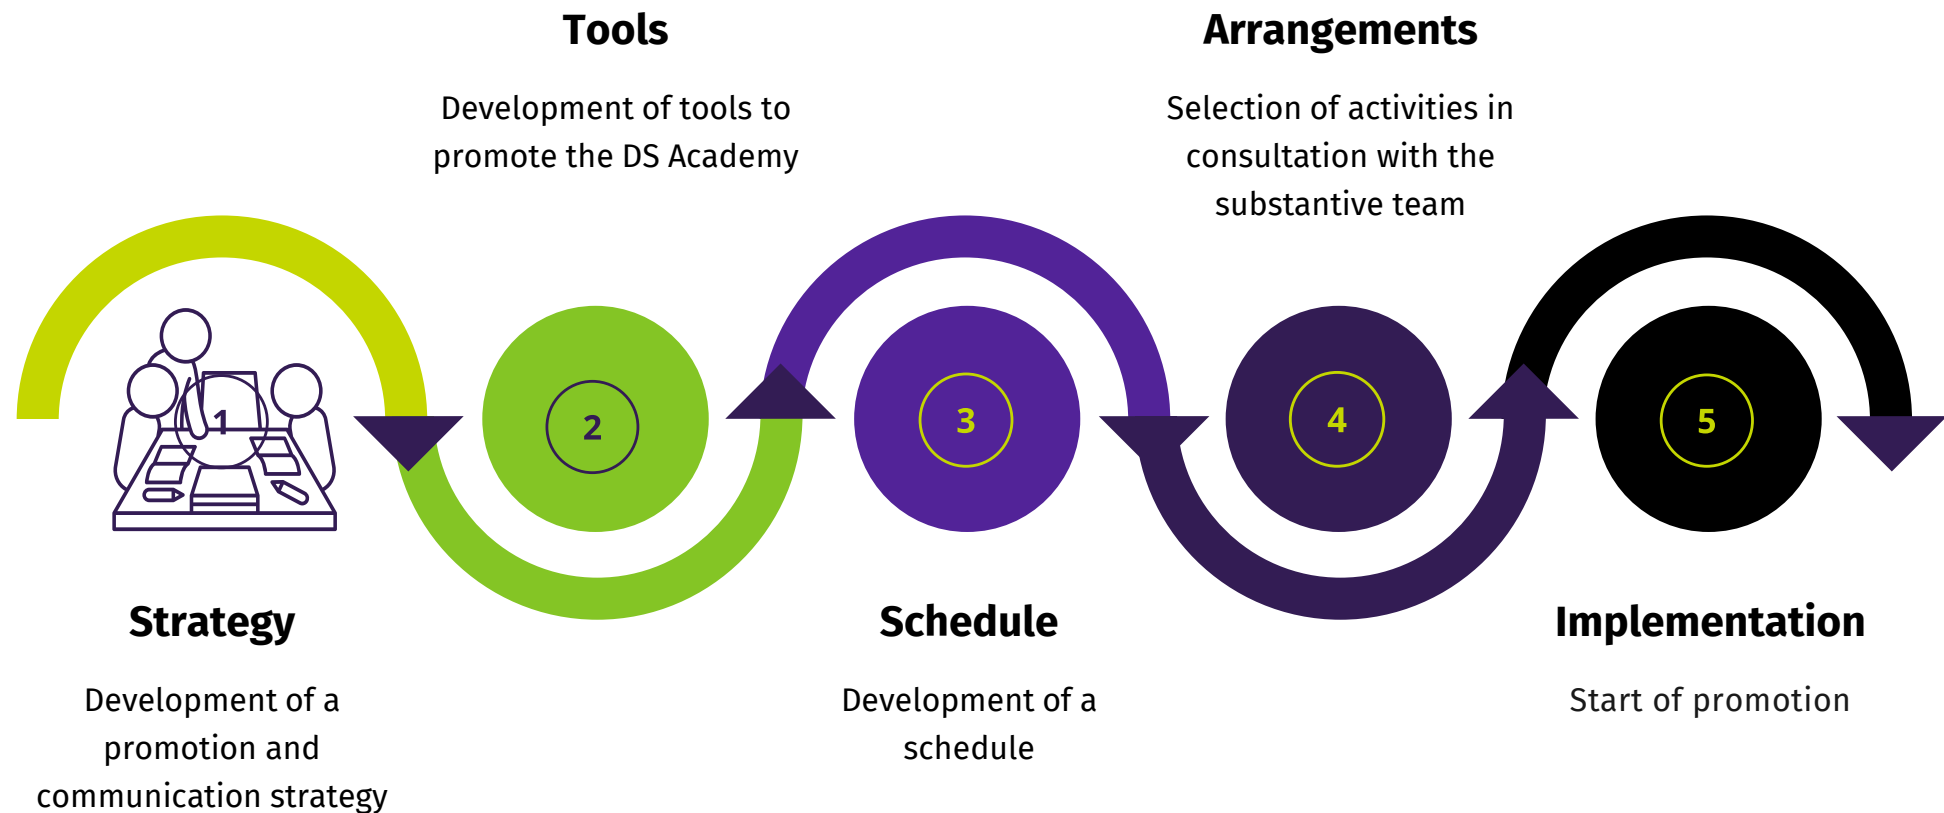 1
Strategy
Development of a
promotion and
communication strategy
Tools
Development of tools to
promote the DS Academy
2
3
Schedule
Development of a
schedule
Arrangements
Selection of activities in
consultation with the
substantive team
4
5
Implementation
Start of promotion